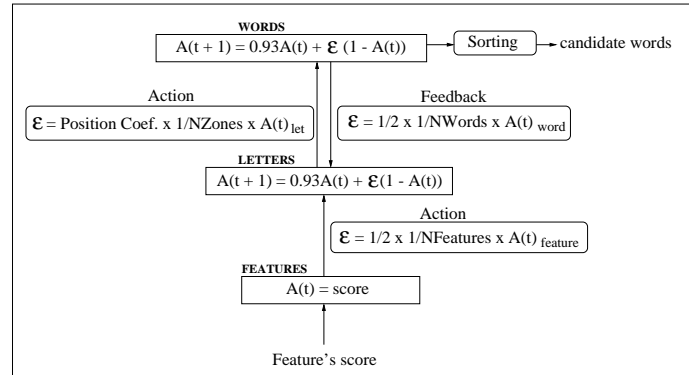 WORDS
A(t + 1) = 0.93A(t) + ε (1 - A(t))
Sorting
candidate words
Action
ε = Position Coef. x 1/NZones x A(t) let
Feedback
ε = 1/2 x 1/NWords x A(t) word
LETTERS
A(t + 1) = 0.93A(t) + ε(1 - A(t))
Action
ε = 1/2 x 1/NFeatures x A(t) feature
FEATURES
A(t) = score
Feature's score